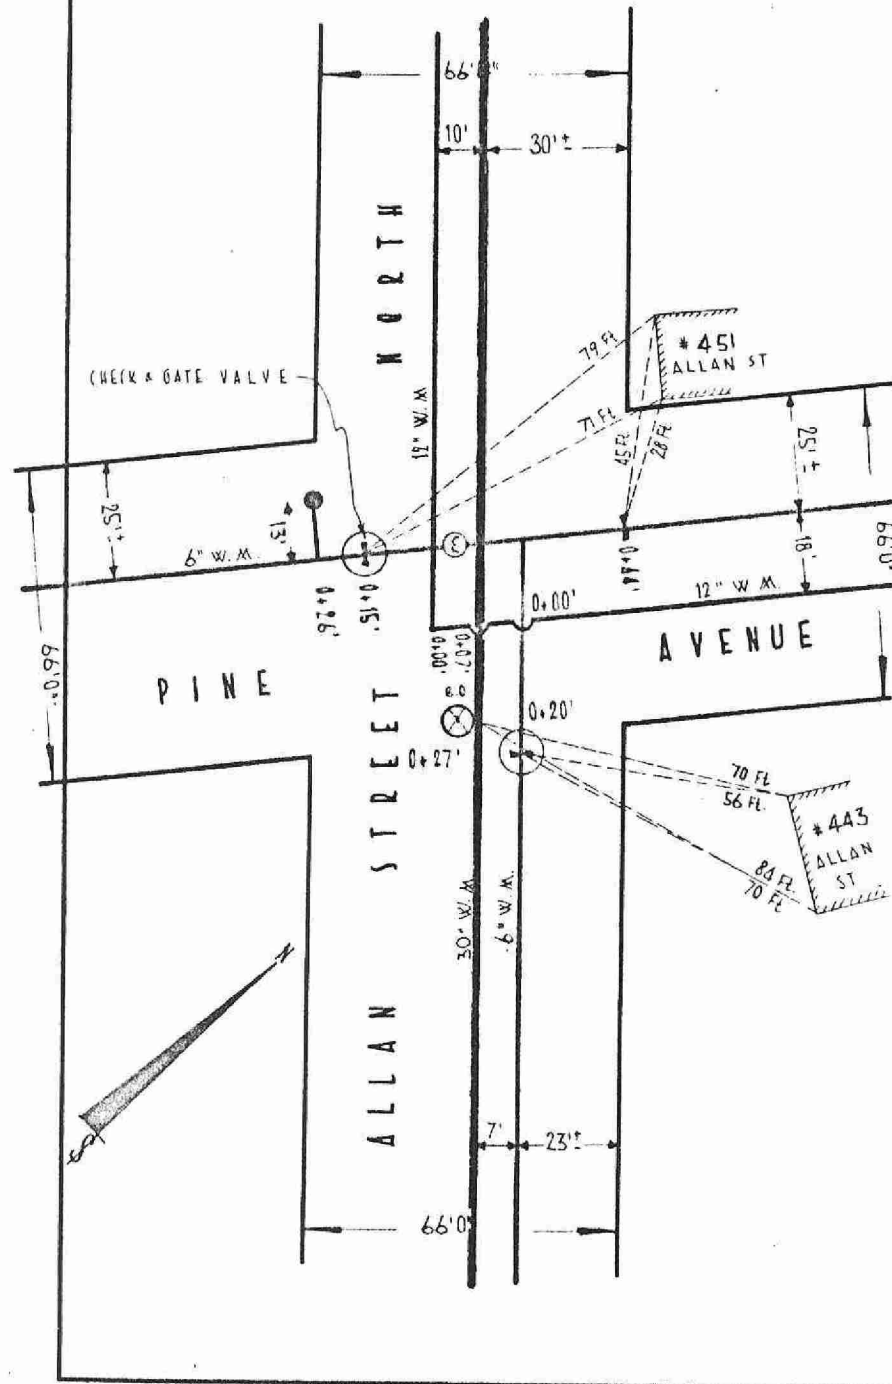 66'0"
10'
30'±
NORTH
79 Ft
# 451
ALLAN ST
CHECK & GATE VALVE
71 Ft
12" W.M.
45 Ft.
28 Ft.
25'±
25'±
13'
6" W.M.
0+44'
18'
66'0"
0+26'
0+15'
0+00'
12" W.M.
66'0"
0+00'
0+07'
PINE
AVENUE
B.O
0+20'
0+27'
STREET
70 Ft
56 Ft.
# 443
ALLAN
ST
84 Ft.
70 Ft
30" W.M.
6" W.M.
N
ALLAN
S
7'
23'±
66'0"